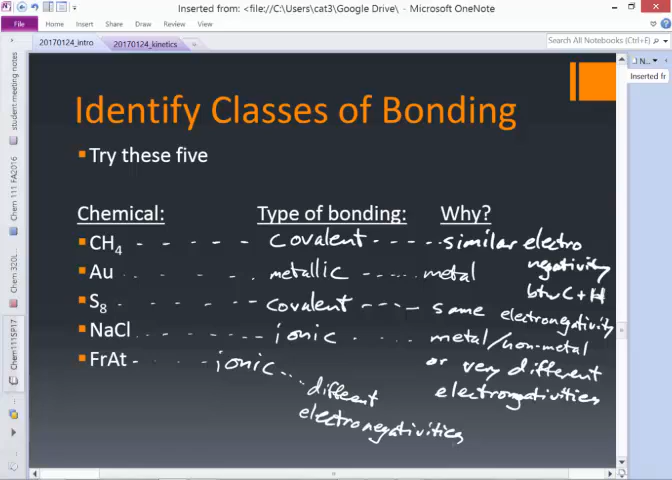 Inserted from: <file://C:\Users\cat3\Google Drive\> - Microsoft OneNote
File Home Insert Draw History Review View
20170124_intro 20170124_kinetics Search All Notebooks (Ctrl+E)
student meeting notes
Chem 111 FA2016
Chem 320L...
Chem111SP17
N...
Inserted fr
Identify Classes of Bonding
Try these five
Chemical: Type of bonding: Why?
CH4 - - - - - covalent - - - - - similar electro
negativity
btw C + H
Au - - - - - metallic - - - - - metal
S8 - - - - - covalent - - - - same electronegativity
NaCl - - - - - ionic - - - - metal/non-metal
or very different
electronegativities
FrAt - - - - - ionic - - -
different
electronegativities